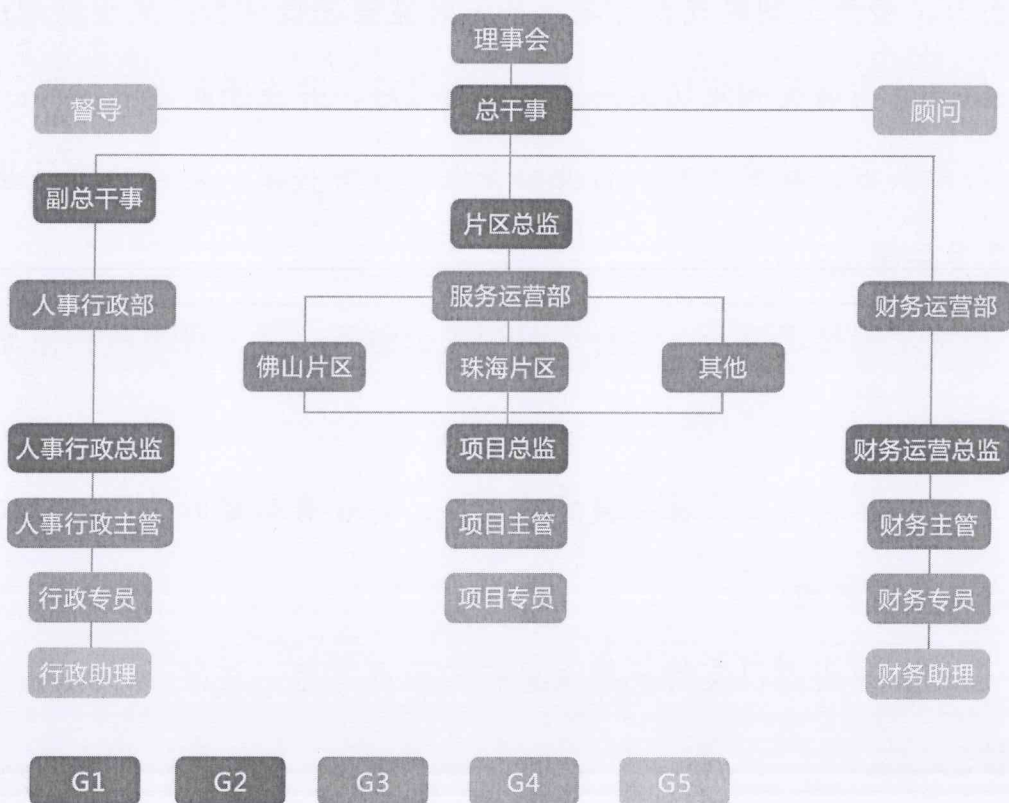 理事会
督导
总干事
顾问
副总干事
片区总监
人事行政部
服务运营部
财务运营部
佛山片区
珠海片区
其他
人事行政总监
项目总监
财务运营总监
人事行政主管
项目主管
财务主管
行政专员
项目专员
财务专员
行政助理
财务助理
G1
G2
G3
G4
G5